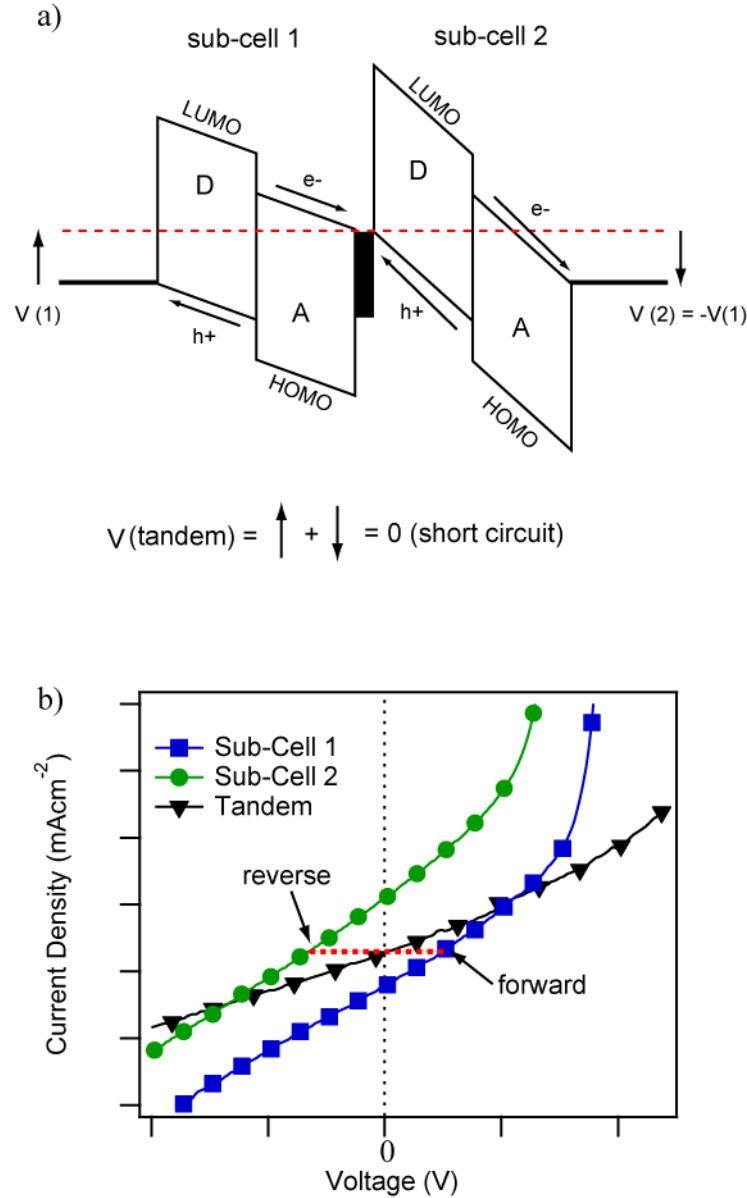 a)
sub-cell 1
sub-cell 2
LUMO
LUMO
D
D
e-
e-
V (1)
h+
A
h+
A
V (2) = -V(1)
HOMO
HOMO
V(tandem) = + = 0 (short circuit)
b)
Sub-Cell 1
Sub-Cell 2
Tandem
reverse
forward
Current Density (mAcm-2)
0
Voltage (V)